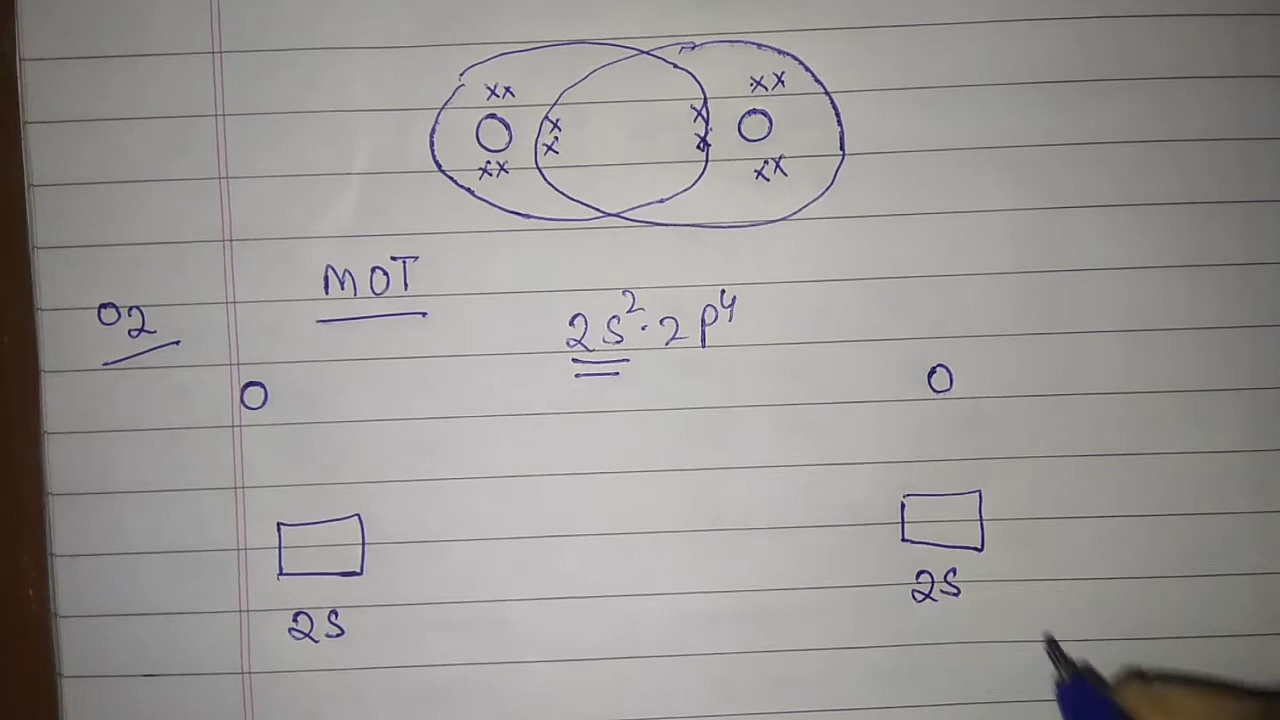 xx xx
O x x O
x x
xx xx
MOT
O2
2s²·2p⁴
O O
2s 2s